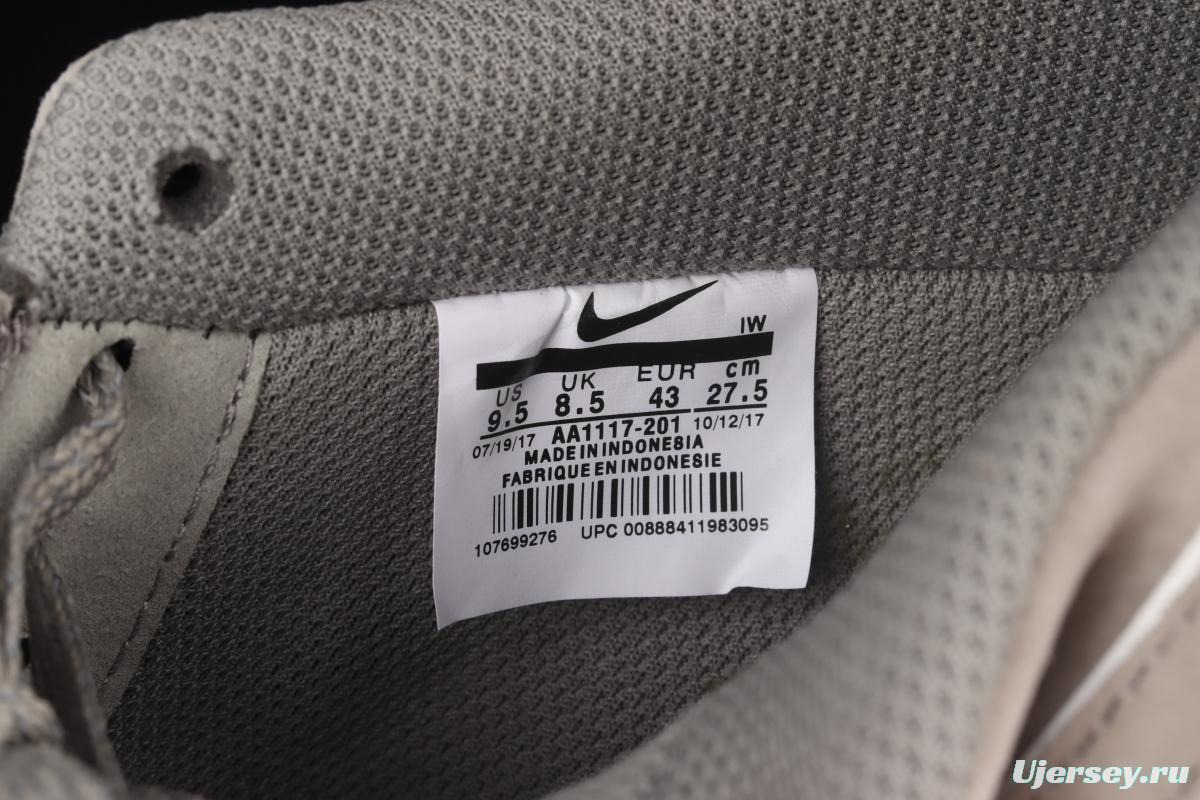 IW
US UK EUR cm
9.5 8.5 43 27.5
07/19/17 AA1117-201 10/12/17
MADE IN INDONESIA
FABRIQUE EN INDONESIE
107699276 UPC 00888411983095
Ujersey.ru